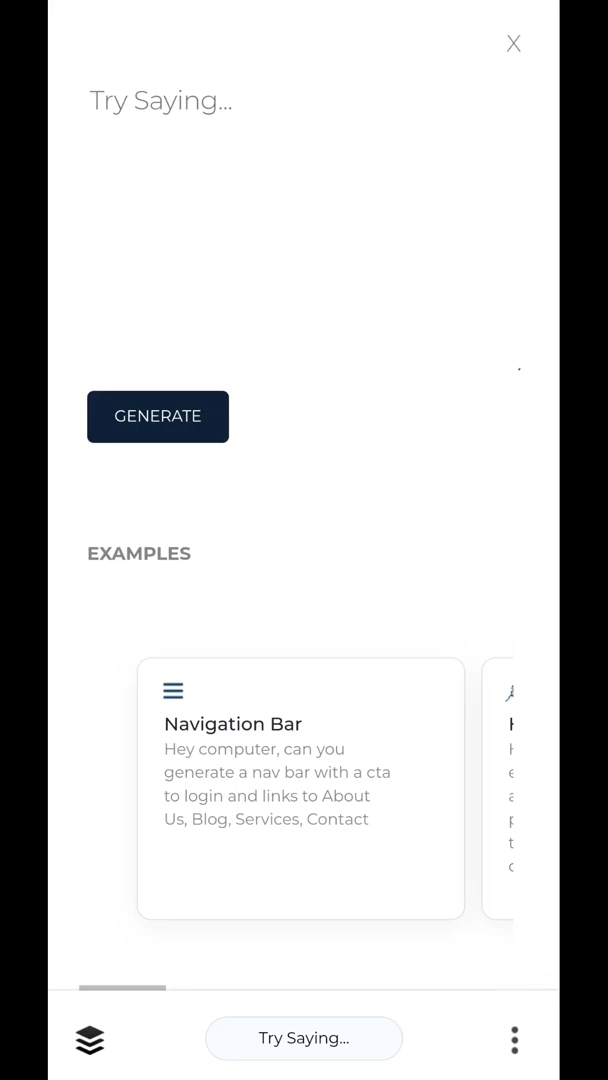 X
Try Saying...
GENERATE
EXAMPLES
Navigation Bar
Hey computer, can you
generate a nav bar with a cta
to login and links to About
Us, Blog, Services, Contact
Try Saying...